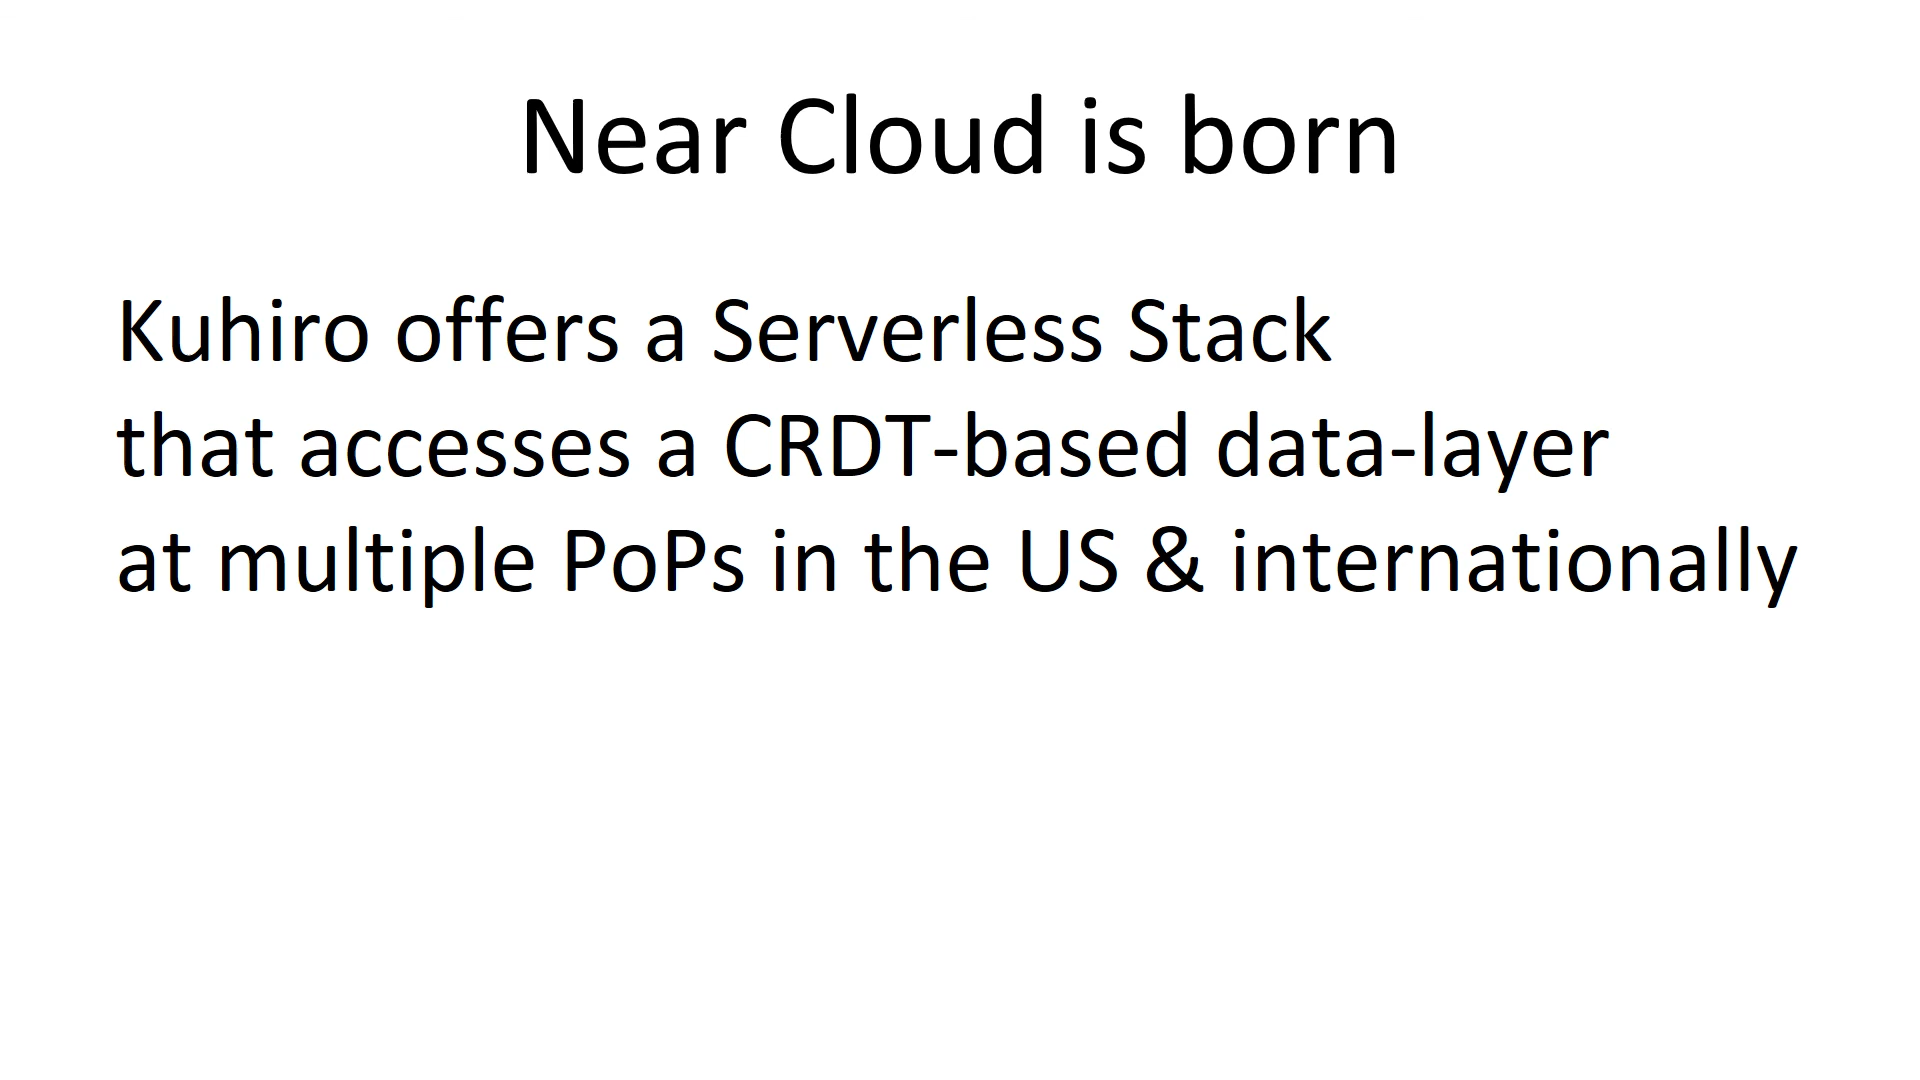 Near Cloud is born
Kuhiro offers a Serverless Stack
that accesses a CRDT-based data-layer
at multiple PoPs in the US & internationally